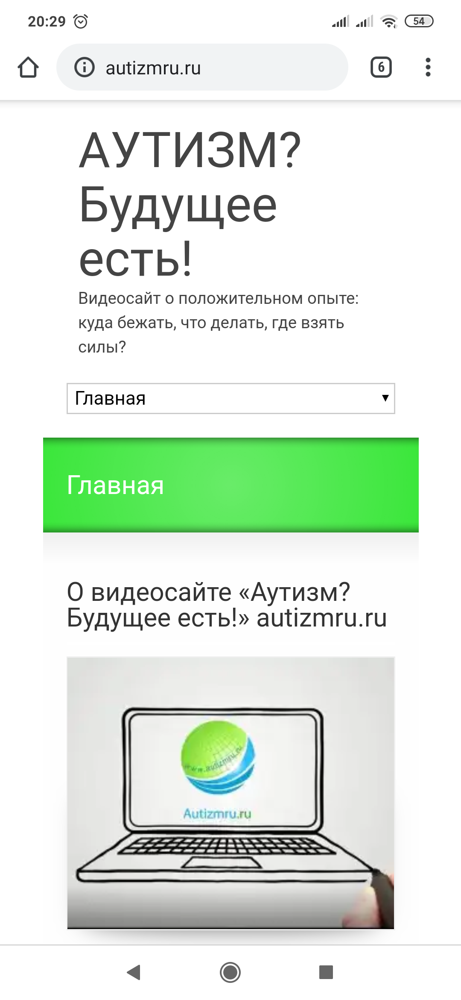 20:29
54
autizmru.ru
6
АУТИЗМ?
Будущее
есть!
Видеосайт о положительном опыте:
куда бежать, что делать, где взять
силы?
Главная
Главная
О видеосайте «Аутизм?
Будущее есть!» autizmru.ru
www.autizmru.ru
Autizmru.ru